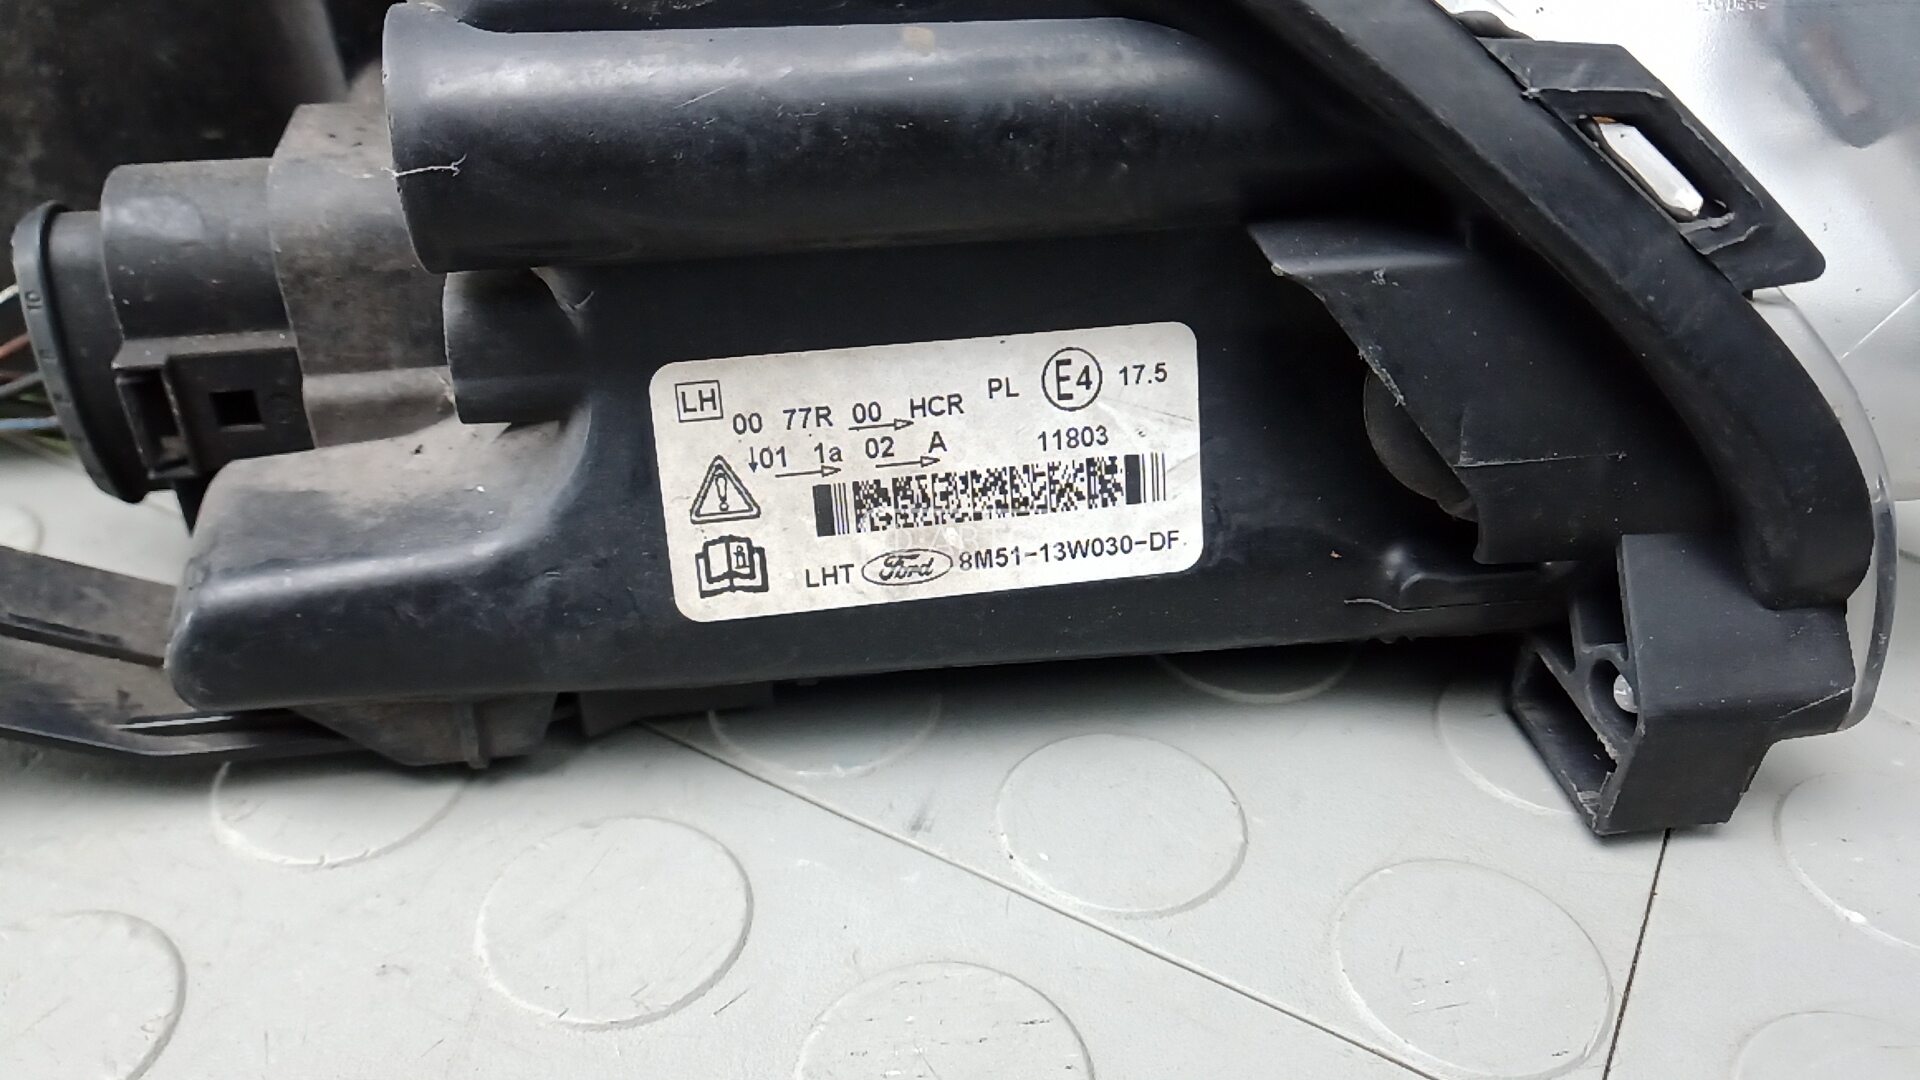 LH 00 77R 00 HCR PL E4 17.5
↓01 1a 02 A 11803
LHT Ford 8M51-13W030-DF